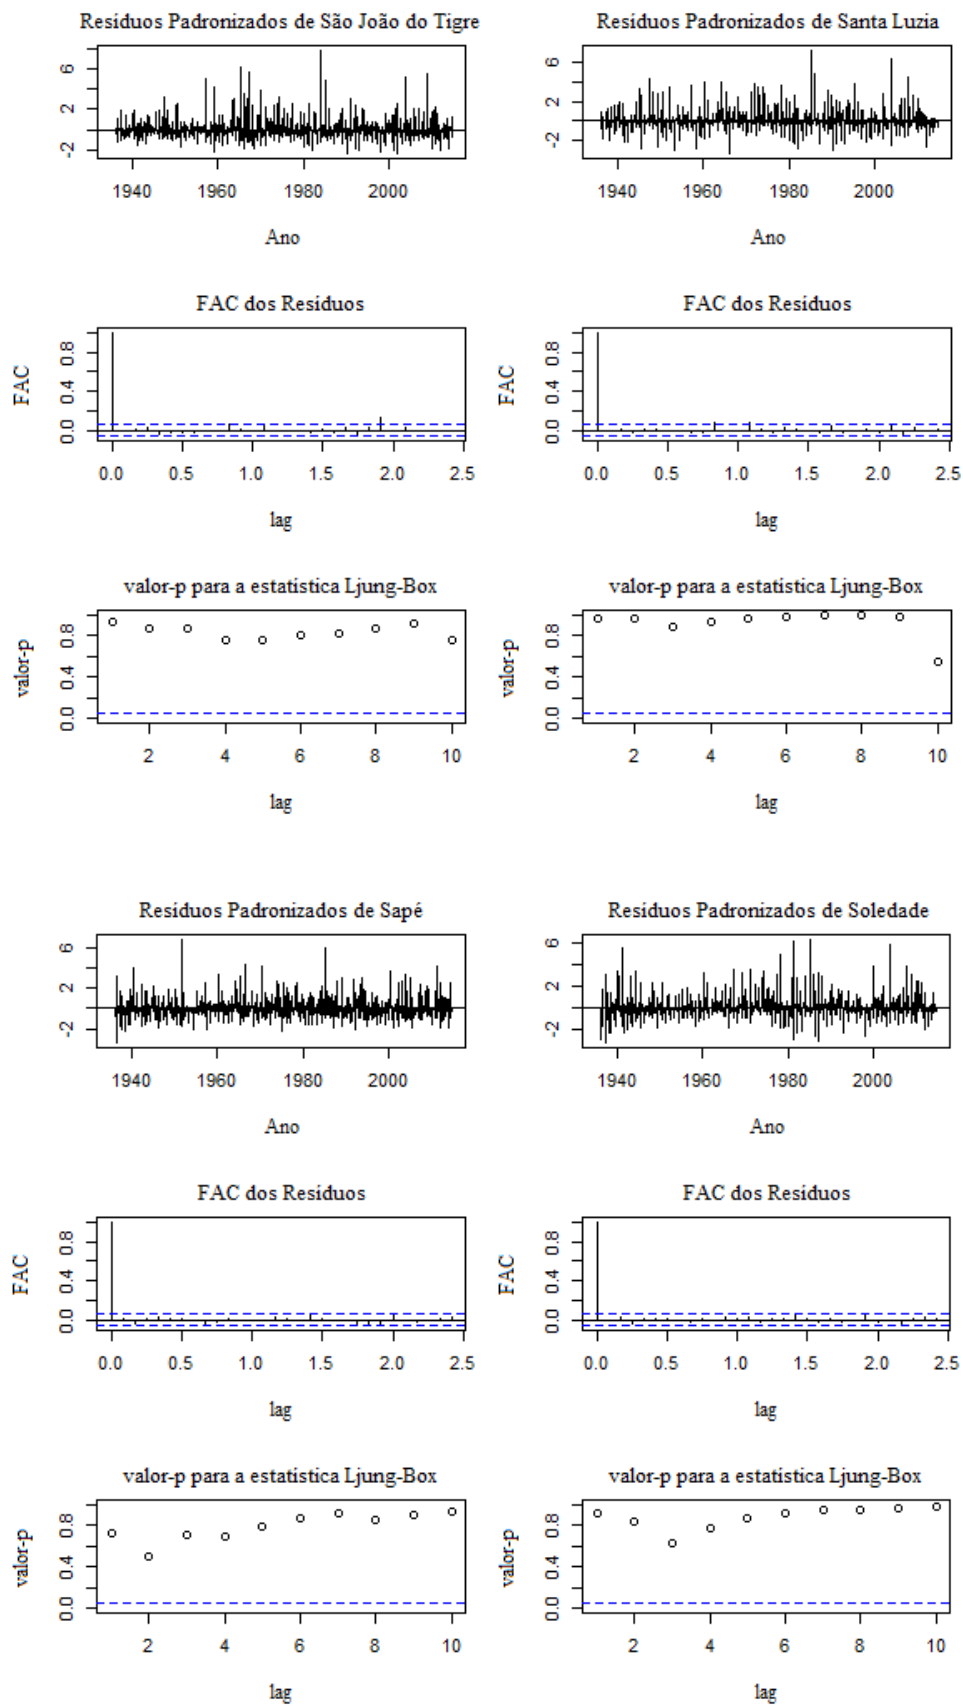 Resíduos Padronizados de São João do Tigre
6
2
-2
1940 1960 1980 2000
Ano
FAC dos Resíduos
FAC
0.8
0.4
0.0
0.0 0.5 1.0 1.5 2.0 2.5
lag
valor-p para a estatística Ljung-Box
valor-p
0.8
0.4
0.0
2 4 6 8 10
lag
Resíduos Padronizados de Santa Luzia
6
2
-2
1940 1960 1980 2000
Ano
FAC dos Resíduos
FAC
0.8
0.4
0.0
0.0 0.5 1.0 1.5 2.0 2.5
lag
valor-p para a estatística Ljung-Box
valor-p
0.8
0.4
0.0
2 4 6 8 10
lag
Resíduos Padronizados de Sapé
6
2
-2
1940 1960 1980 2000
Ano
FAC dos Resíduos
FAC
0.8
0.4
0.0
0.0 0.5 1.0 1.5 2.0 2.5
lag
valor-p para a estatística Ljung-Box
valor-p
0.8
0.4
0.0
2 4 6 8 10
lag
Resíduos Padronizados de Soledade
6
2
-2
1940 1960 1980 2000
Ano
FAC dos Resíduos
FAC
0.8
0.4
0.0
0.0 0.5 1.0 1.5 2.0 2.5
lag
valor-p para a estatística Ljung-Box
valor-p
0.8
0.4
0.0
2 4 6 8 10
lag